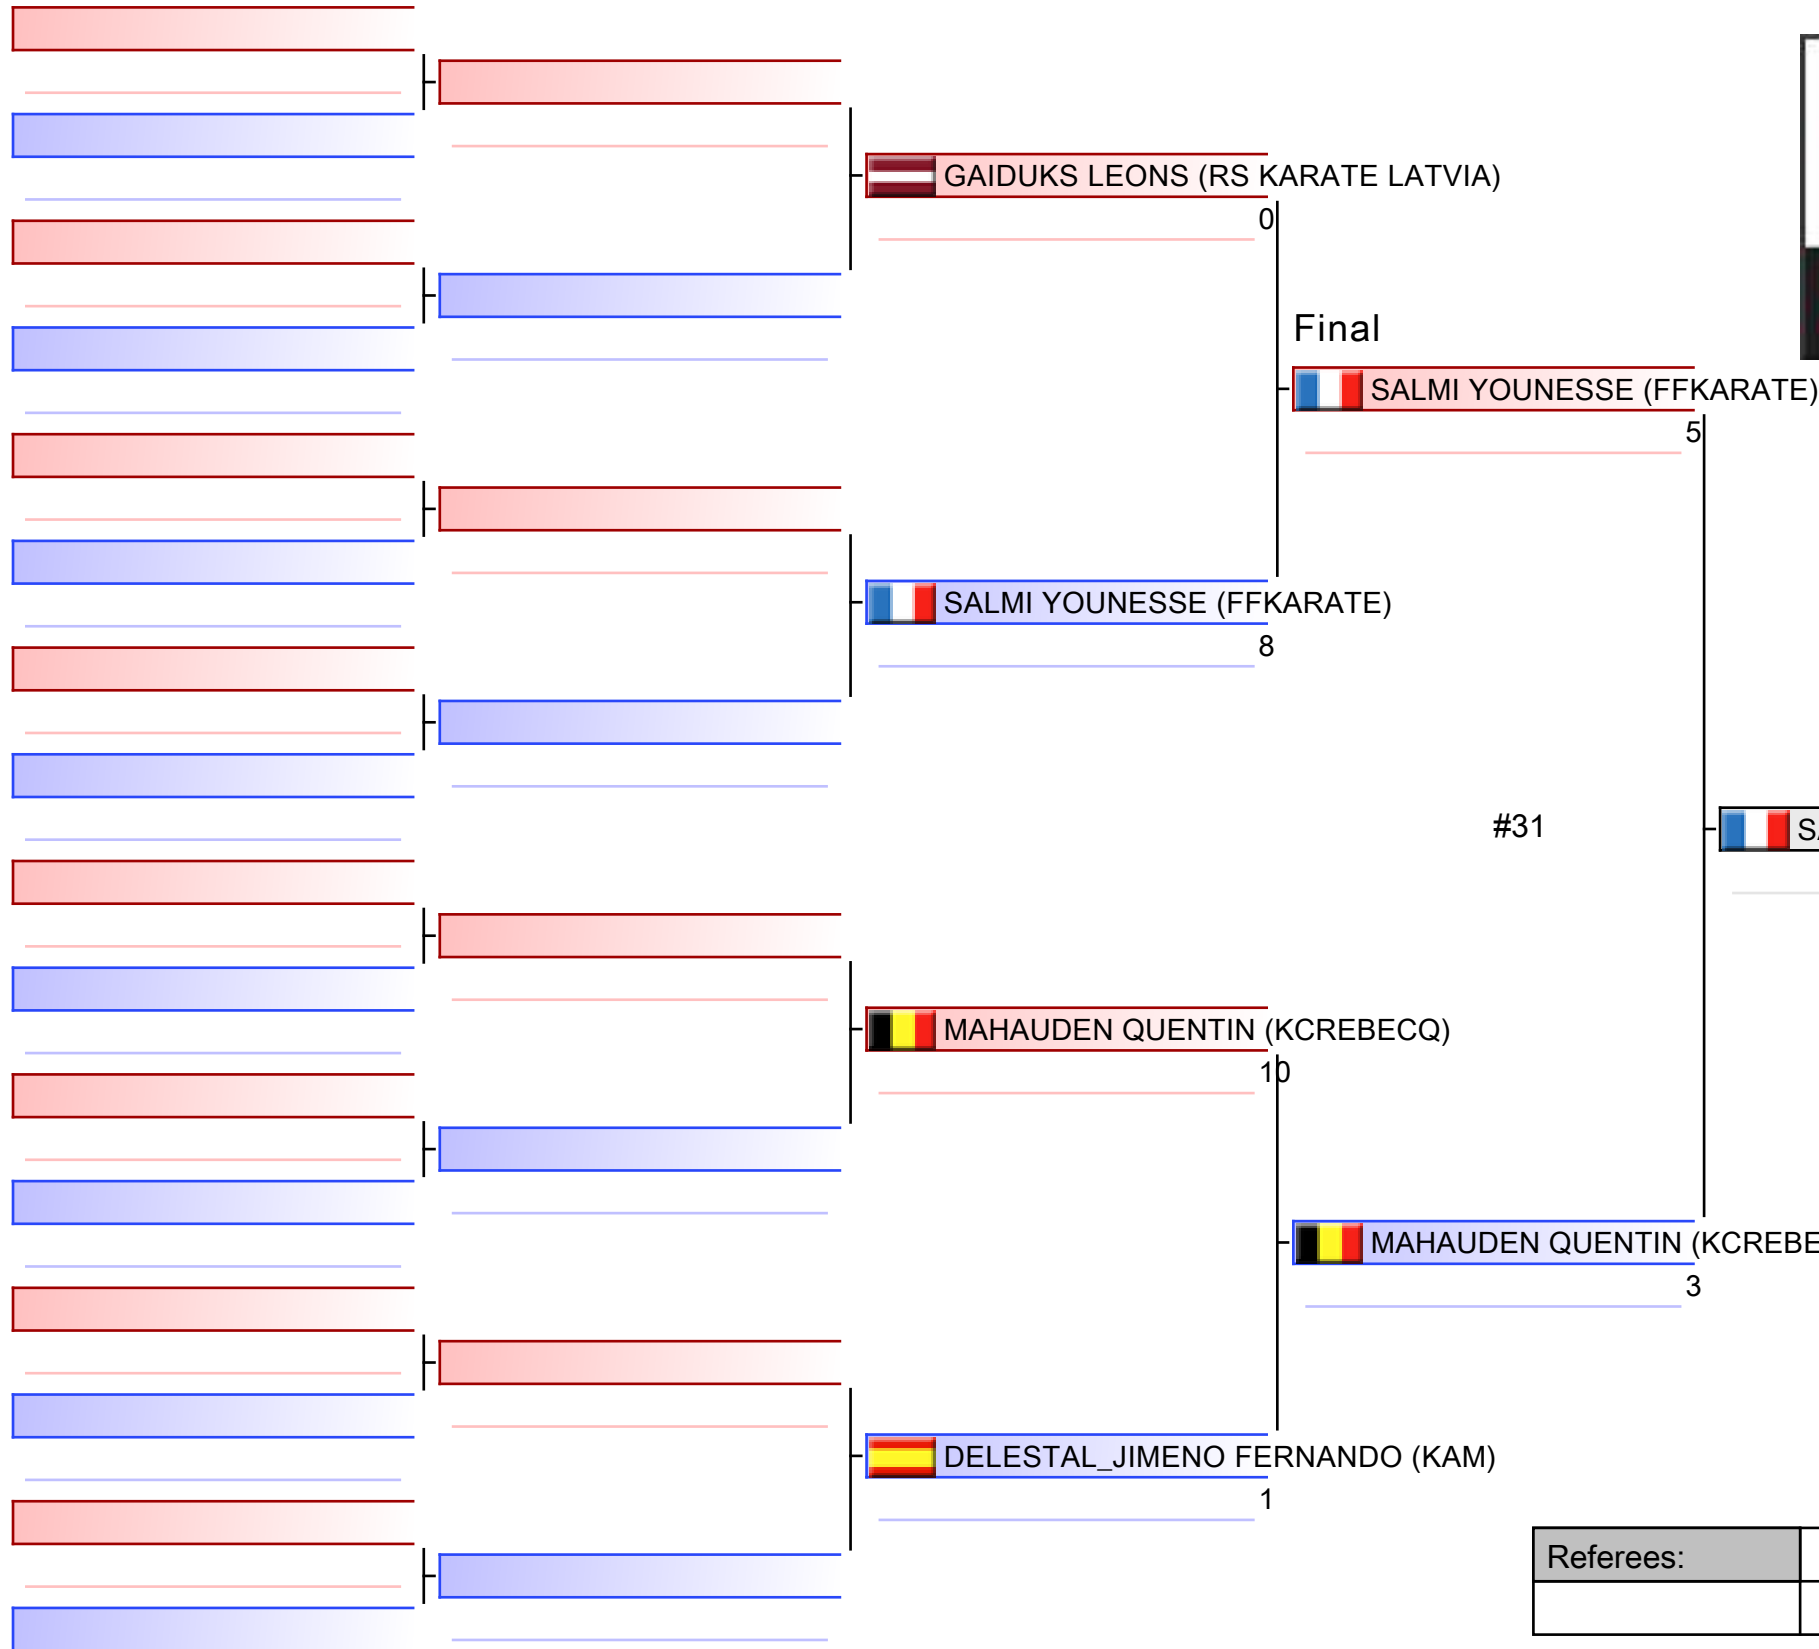 GAIDUKS LEONS (RS KARATE LATVIA)
0
Final
SALMI YOUNESSE (FFKARATE)
5
SALMI YOUNESSE (FFKARATE)
8
#31
MAHAUDEN QUENTIN (KCREBECQ)
10
MAHAUDEN QUENTIN (KCREBE
3
DELESTAL_JIMENO FERNANDO (KAM)
1
Referees: